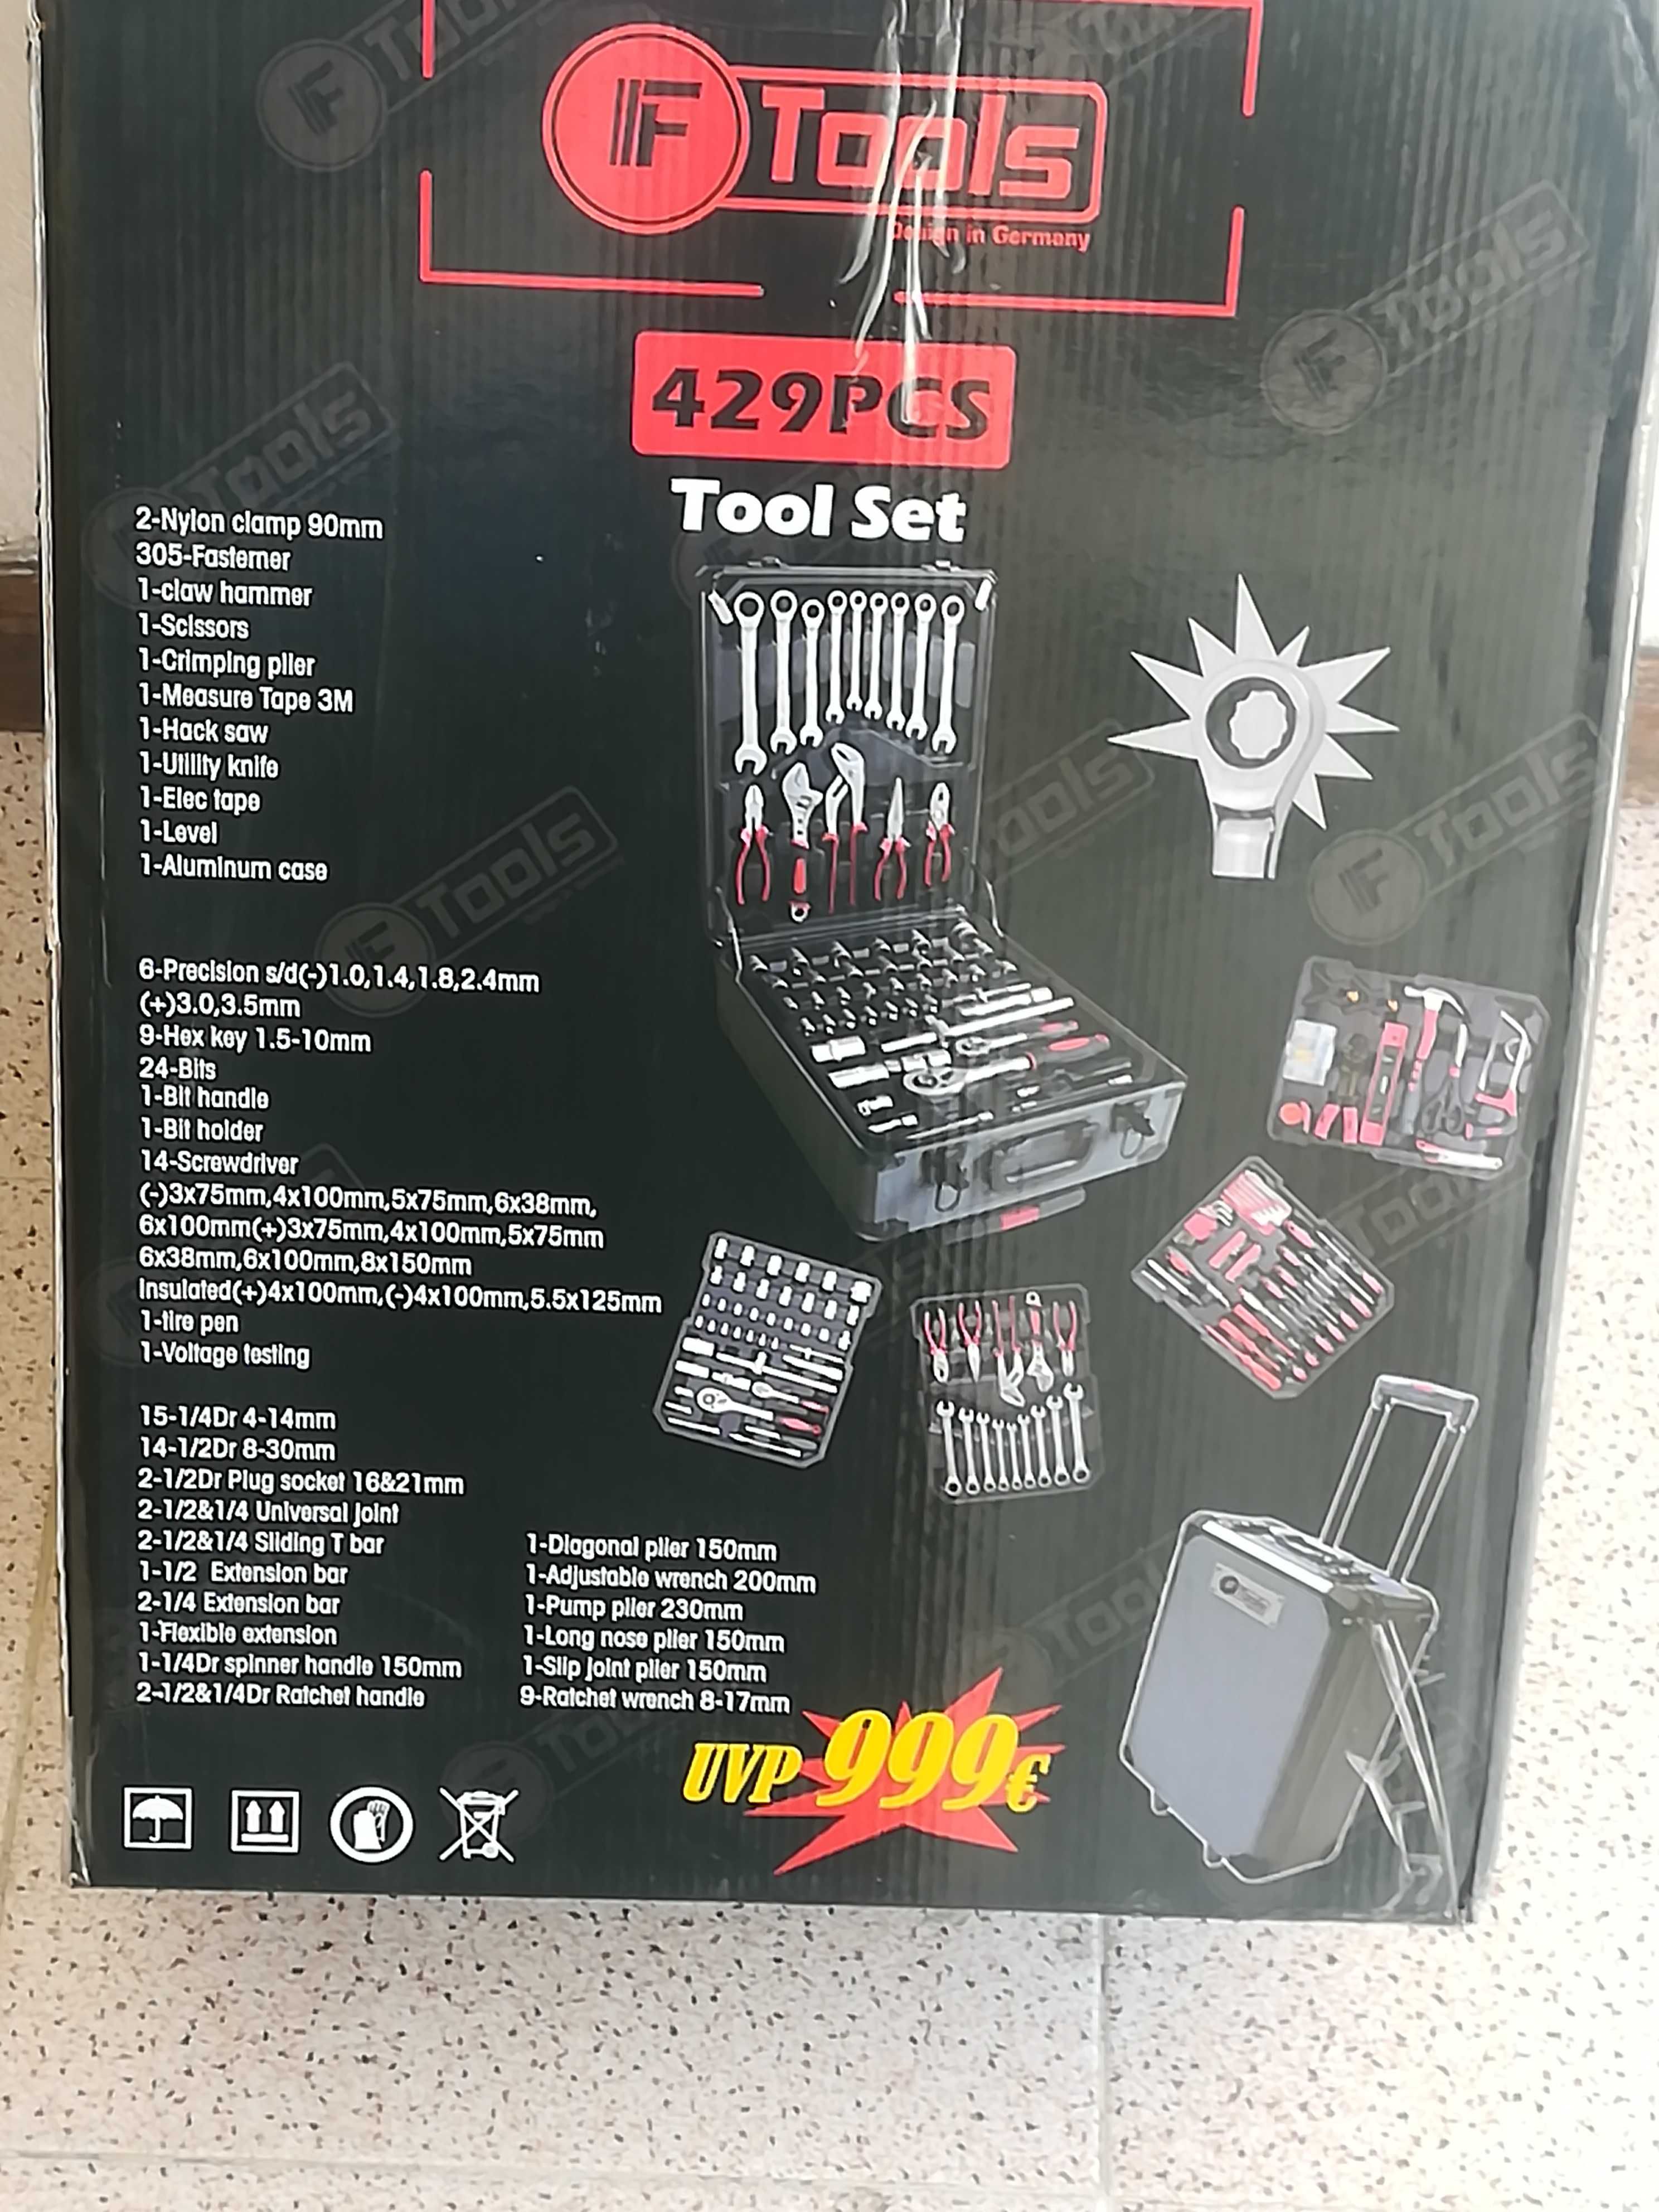 IF Tools
Design in Germany
429PCS
Tool Set
2-Nylon clamp 90mm
305-Fasterner
1-claw hammer
1-Scissors
1-Crimping plier
1-Measure Tape 3M
1-Hack saw
1-Utility knife
1-Elec tape
1-Level
1-Aluminum case
6-Precision s/d(-)1.0,1.4,1.8,2.4mm
(+)3.0,3.5mm
9-Hex key 1.5-10mm
24-Bits
1-Bit handle
1-Bit holder
14-Screwdriver
(-)3x75mm,4x100mm,5x75mm,6x38mm,
6x100mm(+)3x75mm,4x100mm,5x75mm
6x38mm,6x100mm,8x150mm
Insulated(+)4x100mm,(-)4x100mm,5.5x125mm
1-tire pen
1-Voltage testing
15-1/4Dr 4-14mm
14-1/2Dr 8-30mm
2-1/2Dr Plug socket 16&21mm
2-1/2&1/4 Universal joint
2-1/2&1/4 Sliding T bar
1-1/2 Extension bar
2-1/4 Extension bar
1-Flexible extension
1-1/4Dr spinner handle 150mm
2-1/2&1/4Dr Ratchet handle
1-Diagonal plier 150mm
1-Adjustable wrench 200mm
1-Pump plier 230mm
1-Long nose plier 150mm
1-Slip joint plier 150mm
9-Ratchet wrench 8-17mm
UVP 999€